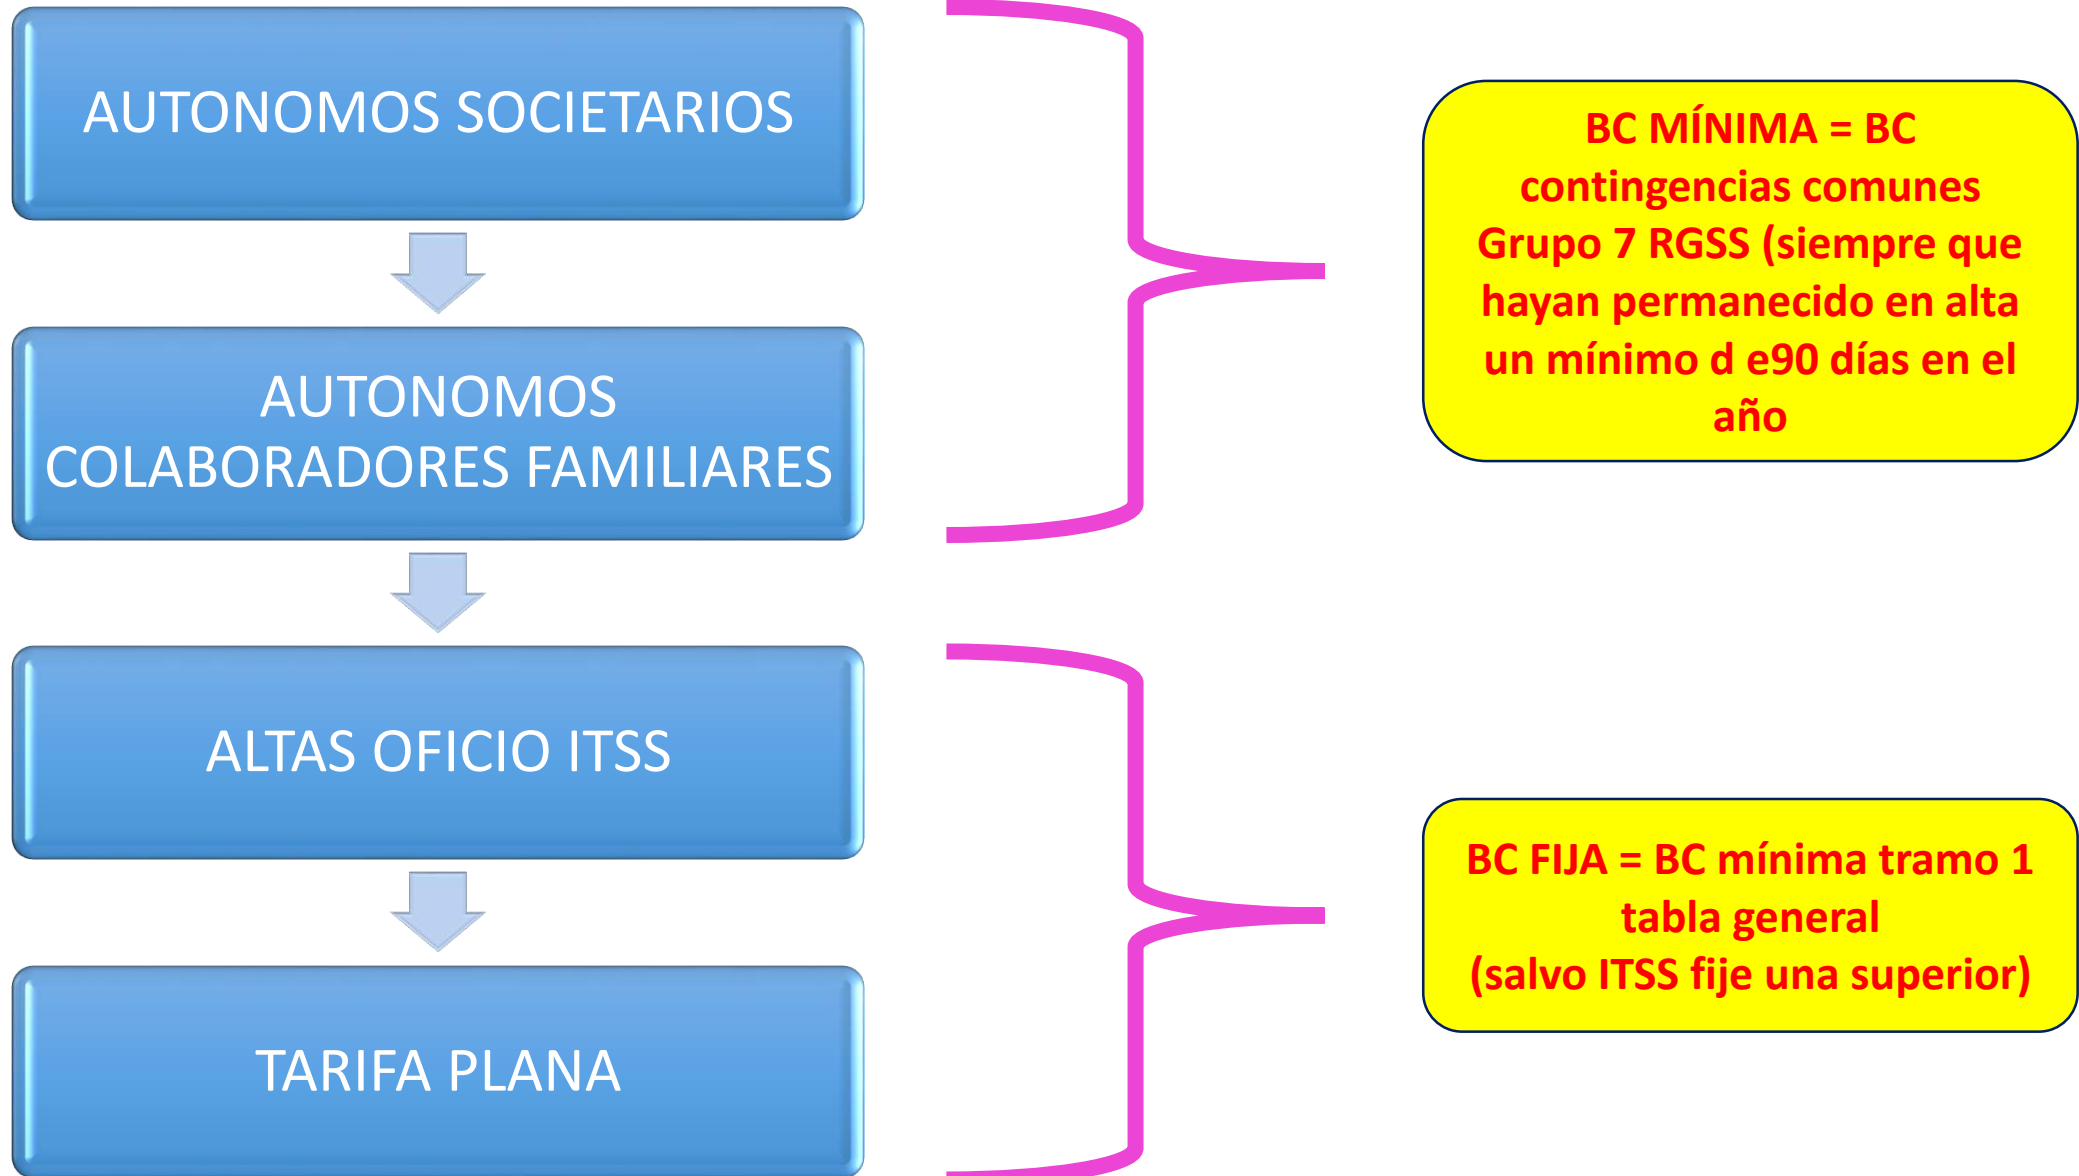 AUTONOMOS SOCIETARIOS
AUTONOMOS
COLABORADORES FAMILIARES
ALTAS OFICIO ITSS
TARIFA PLANA
BC MÍNIMA = BC
contingencias comunes
Grupo 7 RGSS (siempre que
hayan permanecido en alta
un mínimo d e90 días en el
año
BC FIJA = BC mínima tramo 1
tabla general
(salvo ITSS fije una superior)